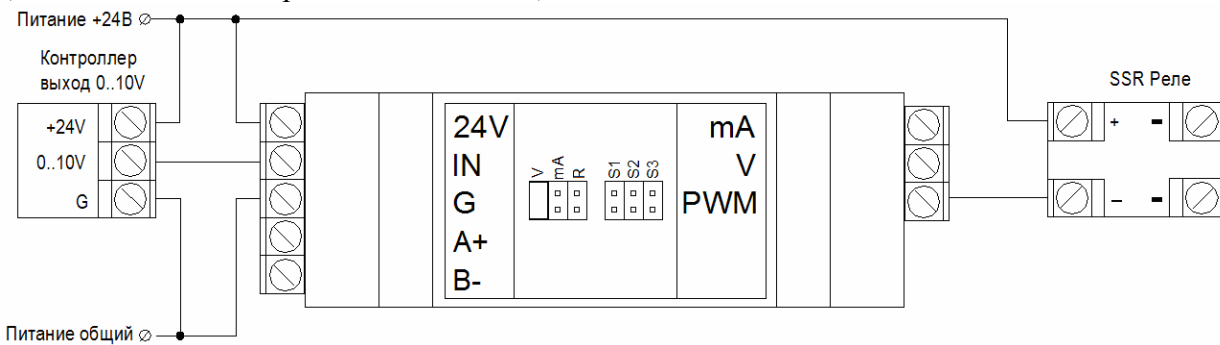 Питание +24В
Контроллер
выход 0..10V
+24V
0..10V
G
24V
IN
G
A+
B-
V
mA
R
S1
S2
S3
mA
V
PWM
SSR Реле
+ -
– -
Питание общий